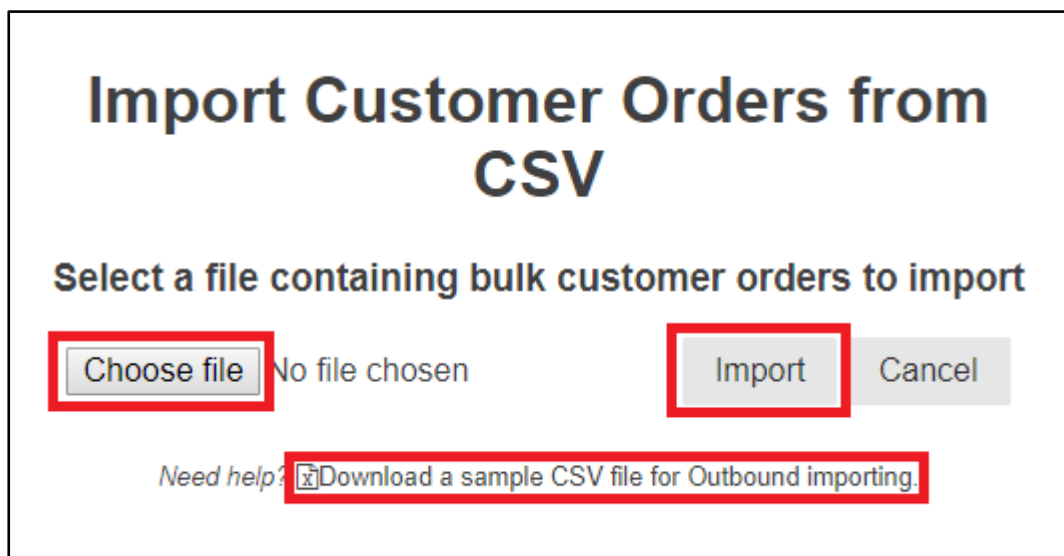 Import Customer Orders from
CSV
Select a file containing bulk customer orders to import
Choose file No file chosen Import Cancel
Need help? Download a sample CSV file for Outbound importing.